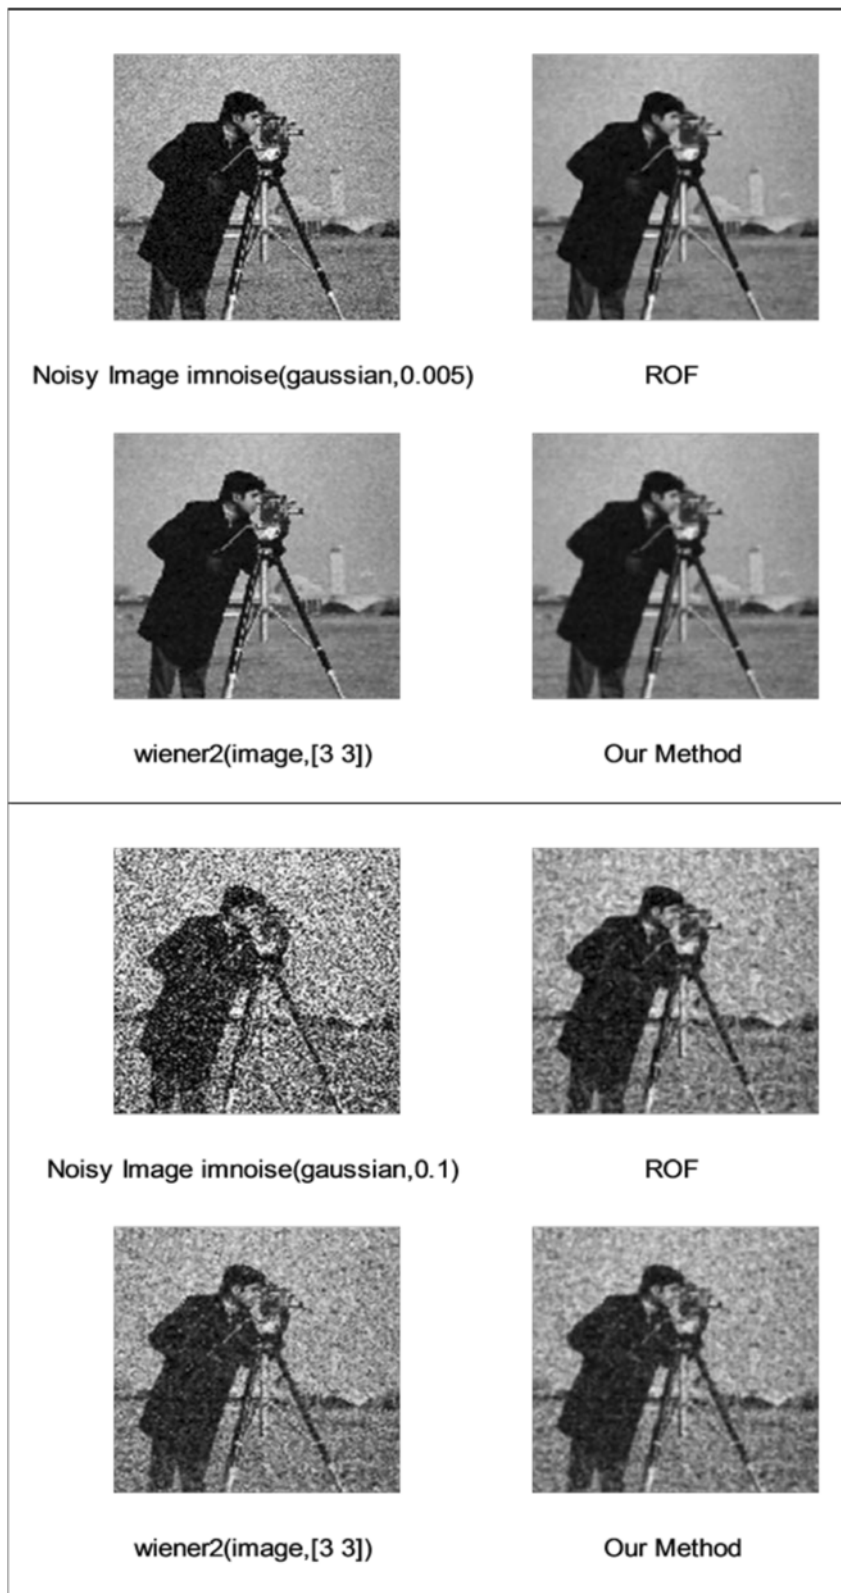 Noisy Image imnoise(gaussian,0.005)
ROF
wiener2(image,[3 3])
Our Method
Noisy Image imnoise(gaussian,0.1)
ROF
wiener2(image,[3 3])
Our Method